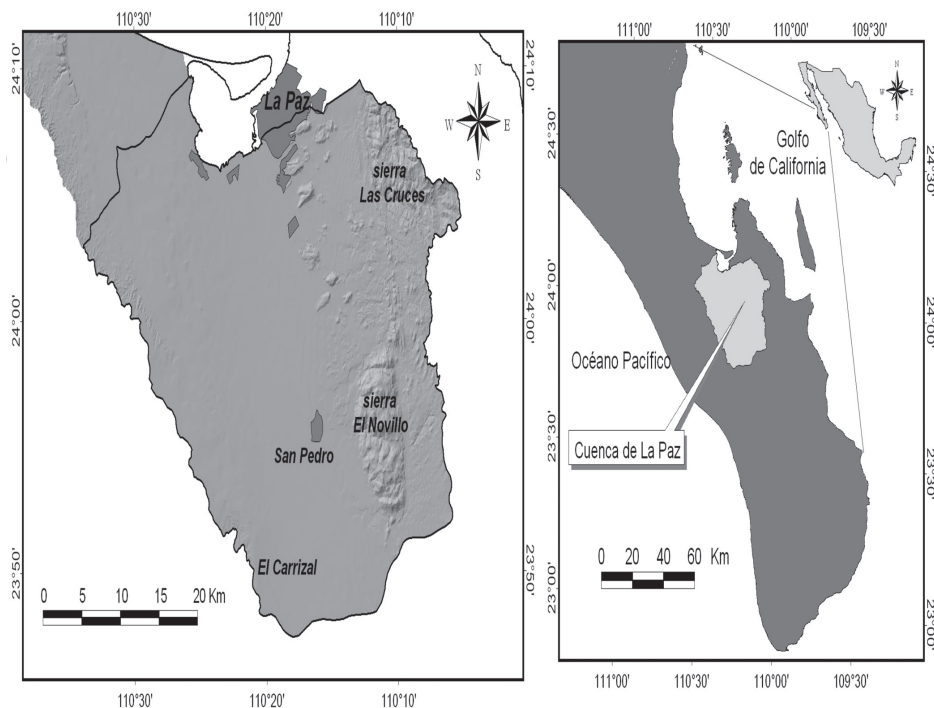 110°30'
110°20'
110°10'
24°10'
24°10'
La Paz
N
W
E
S
sierra
Las Cruces
24°00'
24°00'
sierra
El Novillo
San Pedro
El Carrizal
23°50'
23°50'
0 5 10 15 20 Km
110°30'
110°20'
110°10'
111°00'
110°30'
110°00'
109°30'
24°30'
24°30'
N
W
E
S
Golfo
de California
24°00'
24°00'
Océano Pacífico
23°30'
23°30'
Cuenca de La Paz
0 20 40 60 Km
23°00'
23°00'
111°00'
110°30'
110°00'
109°30'